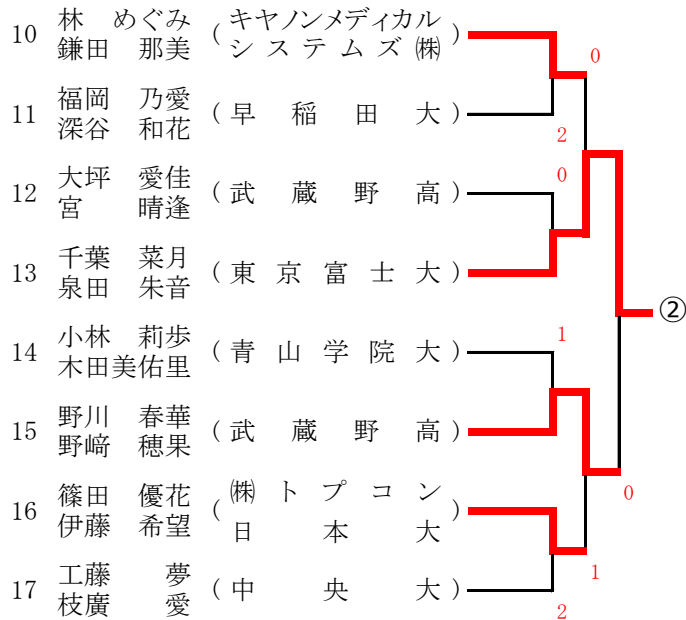 10 林 めぐみ 鎌田 那美 (キヤノンメディカルシステムズ㈱)
0
11 福岡 乃愛 深谷 和花 (早稲田大)
2
0
12 大坪 愛佳 宮 晴逢 (武蔵野高)
13 千葉 菜月 泉田 朱音 (東京富士大)
②
1
14 小林 莉歩 木田美佑里 (青山学院大)
15 野川 春華 野﨑 穂果 (武蔵野高)
0
16 篠田 優花 伊藤 希望 (㈱トプコン 日本大)
1
17 工藤 夢 枝廣 愛 (中央大)
2